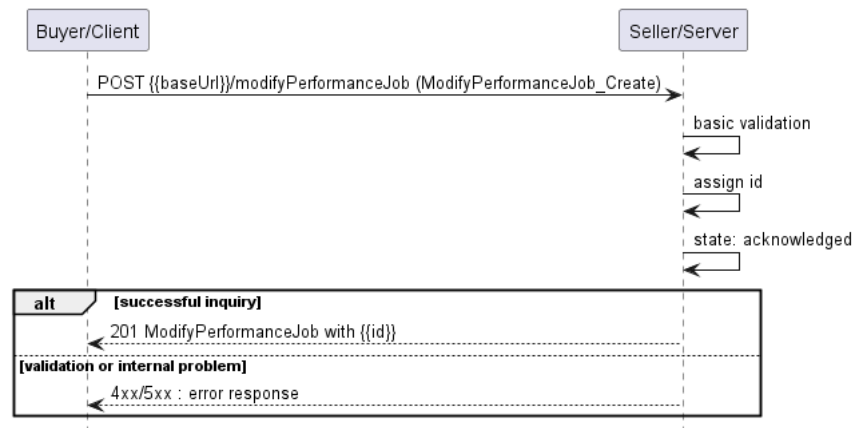 Buyer/Client
Seller/Server
POST {{baseUrl}}/modifyPerformanceJob (ModifyPerformanceJob_Create)
basic validation
assign id
state: acknowledged
alt [successful inquiry]
201 ModifyPerformanceJob with {{id}}
[validation or internal problem]
4xx/5xx : error response